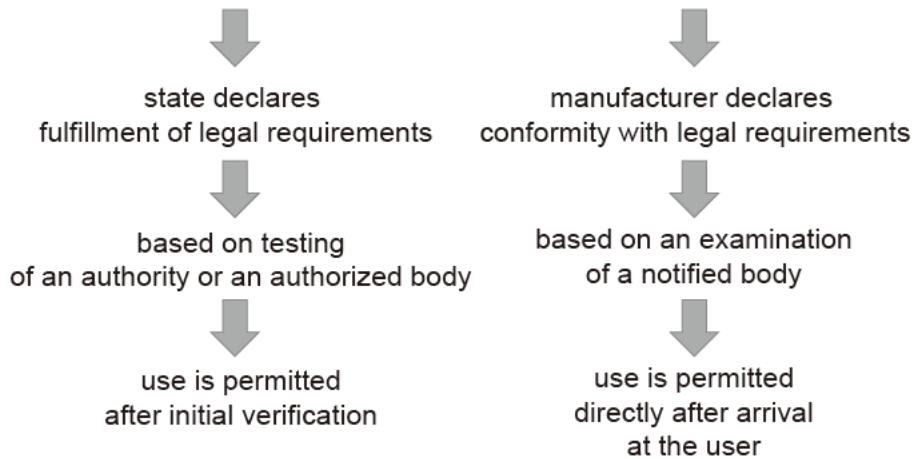 state declares
fulfillment of legal requirements
based on testing
of an authority or an authorized body
use is permitted
after initial verification
manufacturer declares
conformity with legal requirements
based on an examination
of a notified body
use is permitted
directly after arrival
at the user